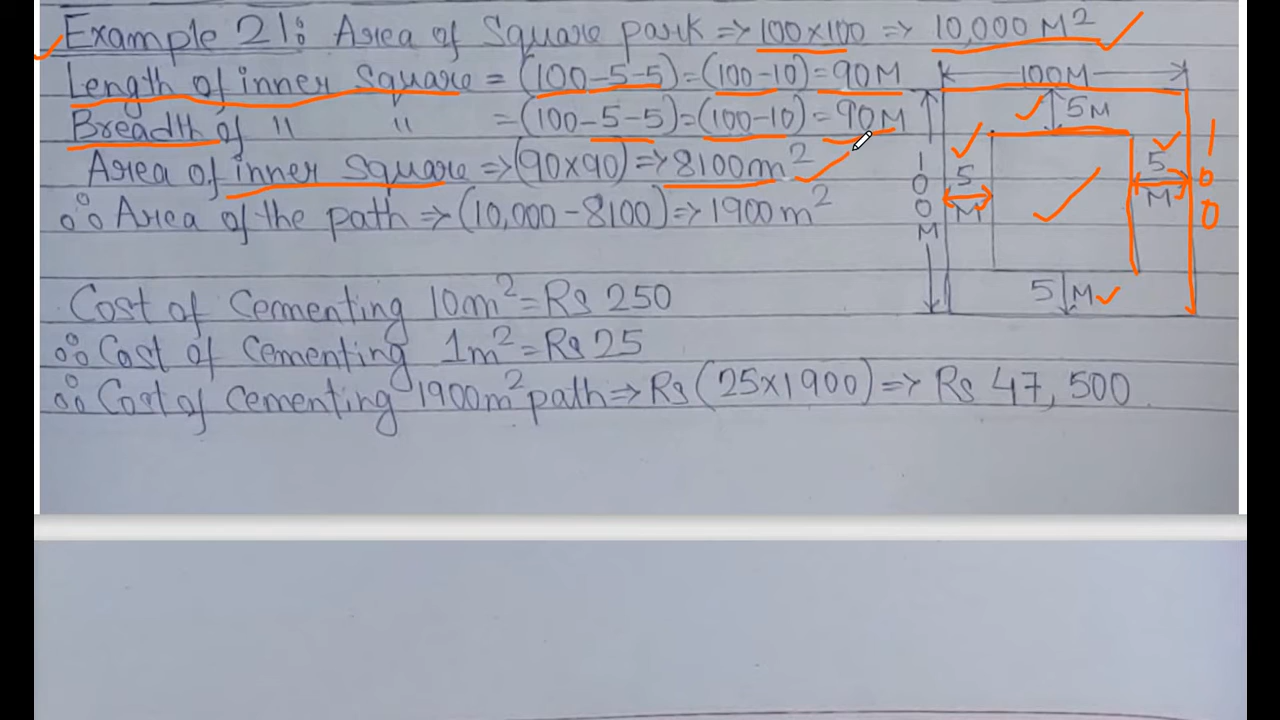 Example 21: Area of Square park => 100x100 => 10,000 M²
Length of inner Square = (100-5-5)=(100-10)=90M
Breadth of " " = (100-5-5)=(100-10)=90M
Area of inner Square =>(90x90)=>8100m²
∴ Area of the path =>(10,000-8100)=>1900m²
Cost of Cementing 10m²=Rs 250
∴ Cost of Cementing 1m²=Rs 25
∴ Cost of Cementing 1900m² path=>Rs (25x1900)=> Rs 47,500
100M
5M
100M
5M
5M
100
5M